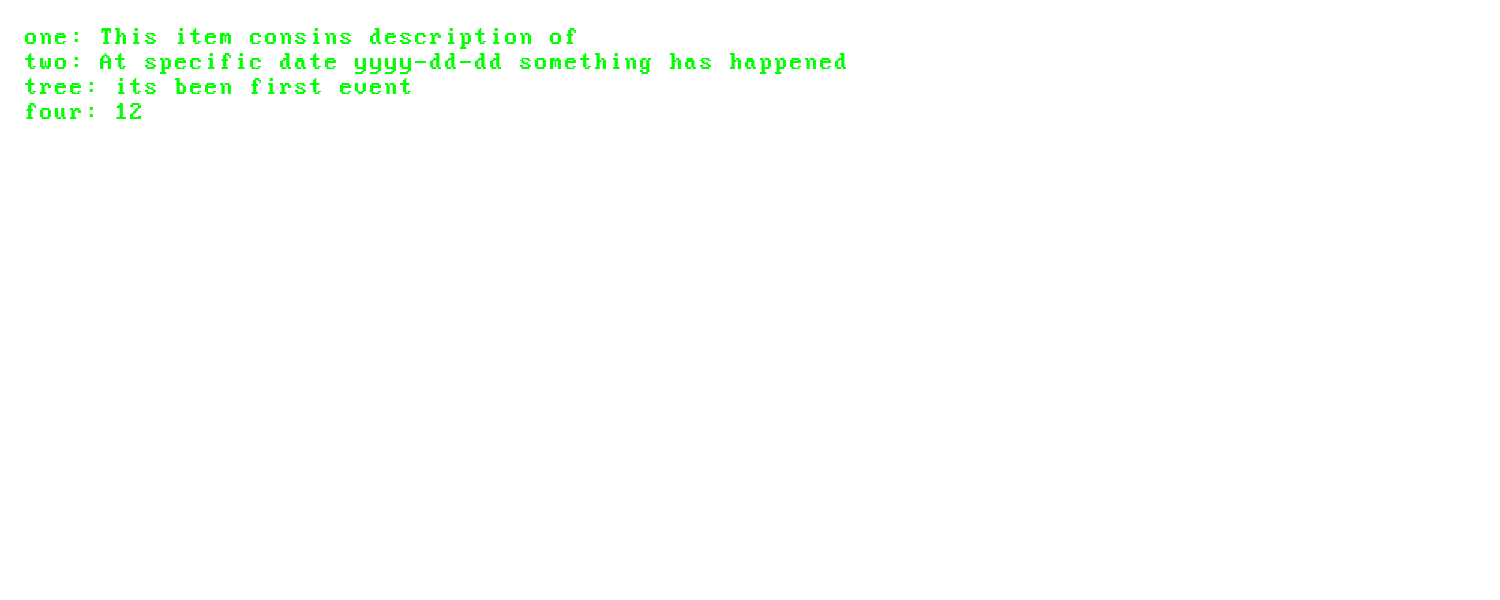 one: This item consins description of
two: At specific date yyyy-dd-dd something has happened
tree: its been first event
four: 12